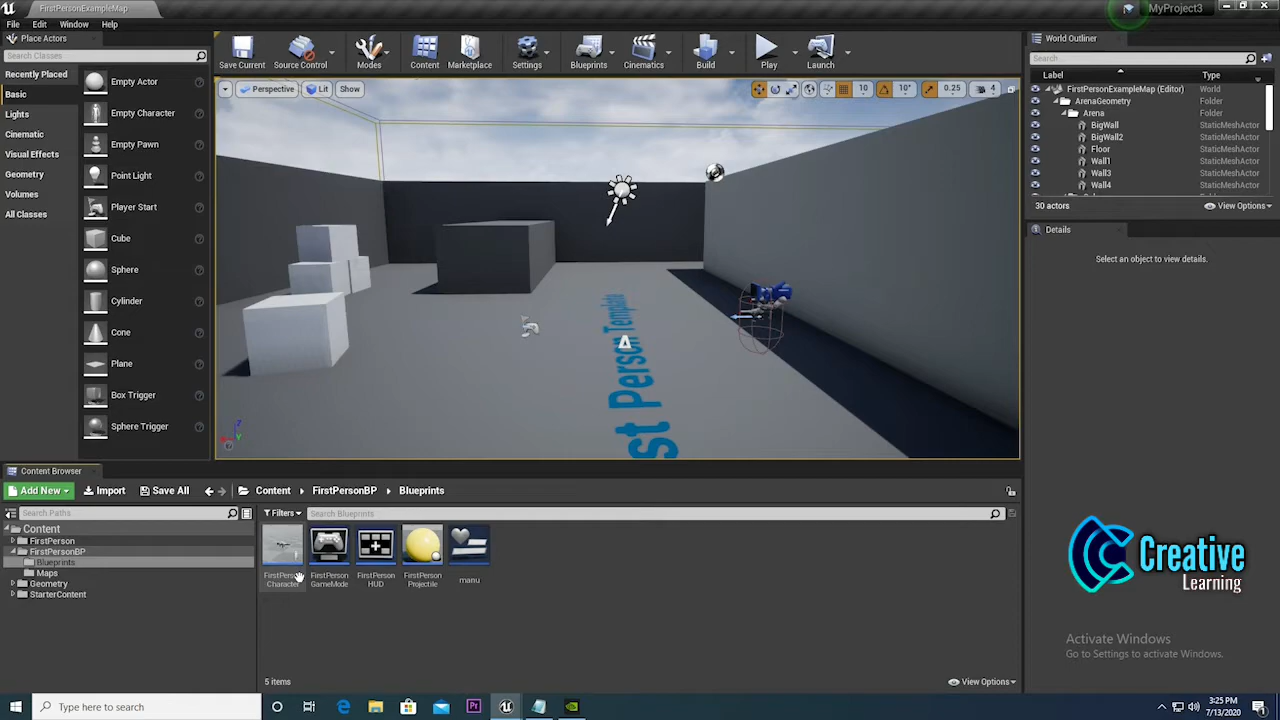 FirstPersonExampleMap
MyProject3
File Edit Window Help
Place Actors
Search Classes
Recently Placed
Basic
Lights
Cinematic
Visual Effects
Geometry
Volumes
All Classes
Empty Actor
Empty Character
Empty Pawn
Point Light
Player Start
Cube
Sphere
Cylinder
Cone
Plane
Box Trigger
Sphere Trigger
Save Current
Source Control
Modes
Content
Marketplace
Settings
Blueprints
Cinematics
Build
Play
Launch
Perspective Lit Show
10 10° 0.25 4
st Person Template
World Outliner
Search...
Label Type
FirstPersonExampleMap (Editor) World
ArenaGeometry Folder
Arena Folder
BigWall StaticMeshActor
BigWall2 StaticMeshActor
Floor StaticMeshActor
Wall1 StaticMeshActor
Wall3 StaticMeshActor
Wall4 StaticMeshActor
30 actors View Options
Details
Select an object to view details.
Content Browser
Add New Import Save All Content FirstPersonBP Blueprints
Search Paths
Filters Search Blueprints
Content
FirstPerson
FirstPersonBP
Blueprints
Maps
Geometry
StarterContent
FirstPerson
Character
FirstPerson
GameMode
FirstPerson
HUD
FirstPerson
Projectile
manu
5 items View Options
Creative
Learning
Activate Windows
Go to Settings to activate Windows.
Type here to search
3:25 PM
7/13/2020